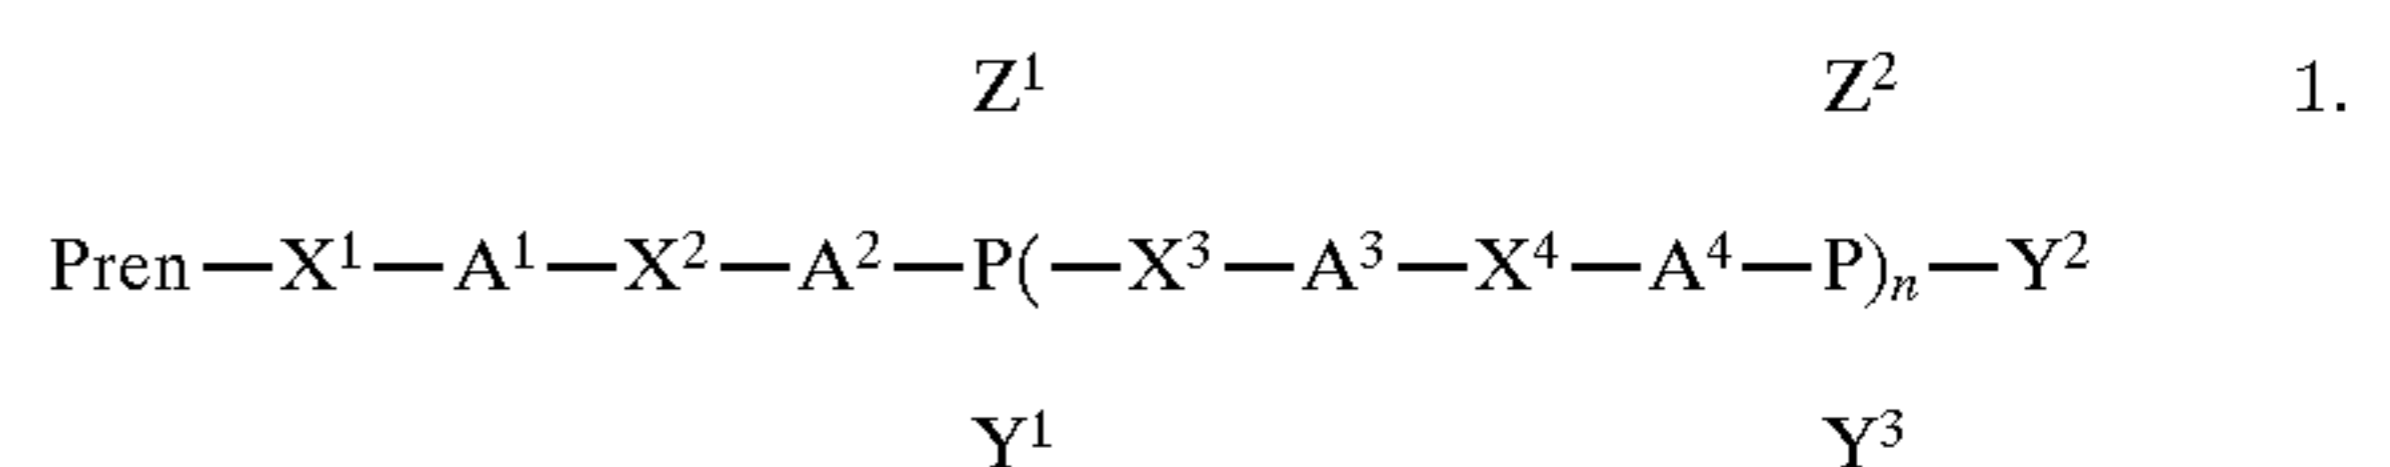 Z¹ Z² 1.
Pren—X¹—A¹—X²—A²—P(—X³—A³—X⁴—A⁴—P)ₙ—Y²
Y¹ Y³